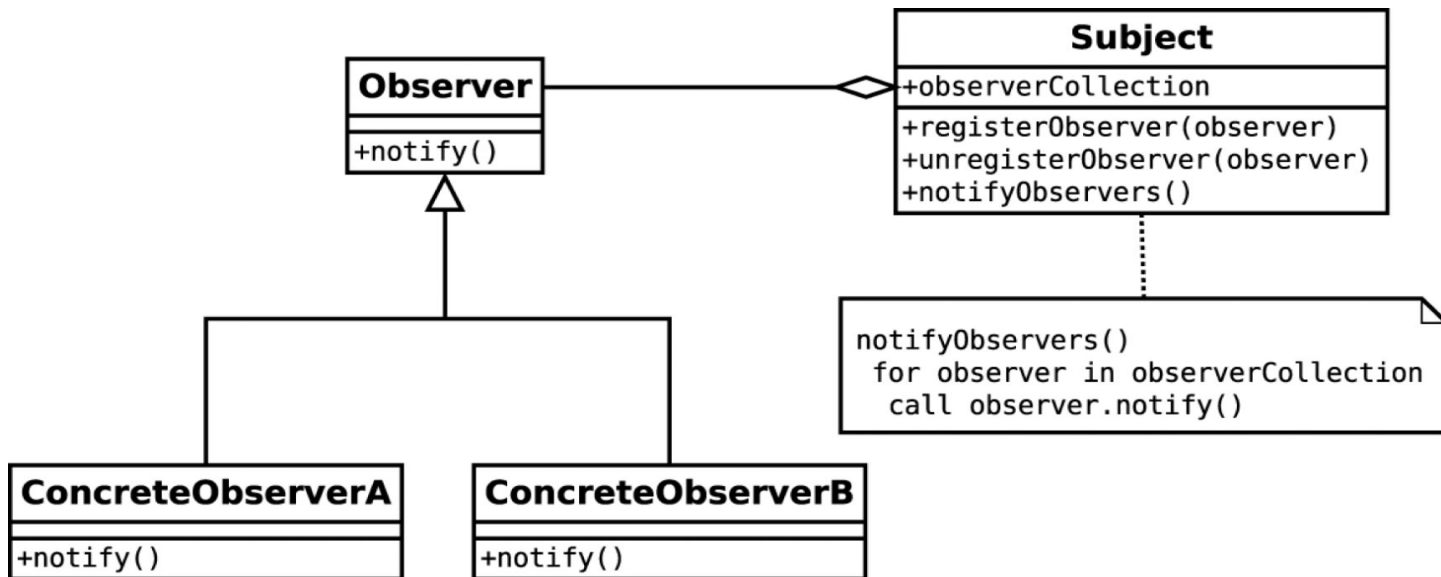 Observer
+notify()
Subject
+observerCollection
+registerObserver(observer)
+unregisterObserver(observer)
+notifyObservers()
notifyObservers()
for observer in observerCollection
call observer.notify()
ConcreteObserverA
+notify()
ConcreteObserverB
+notify()